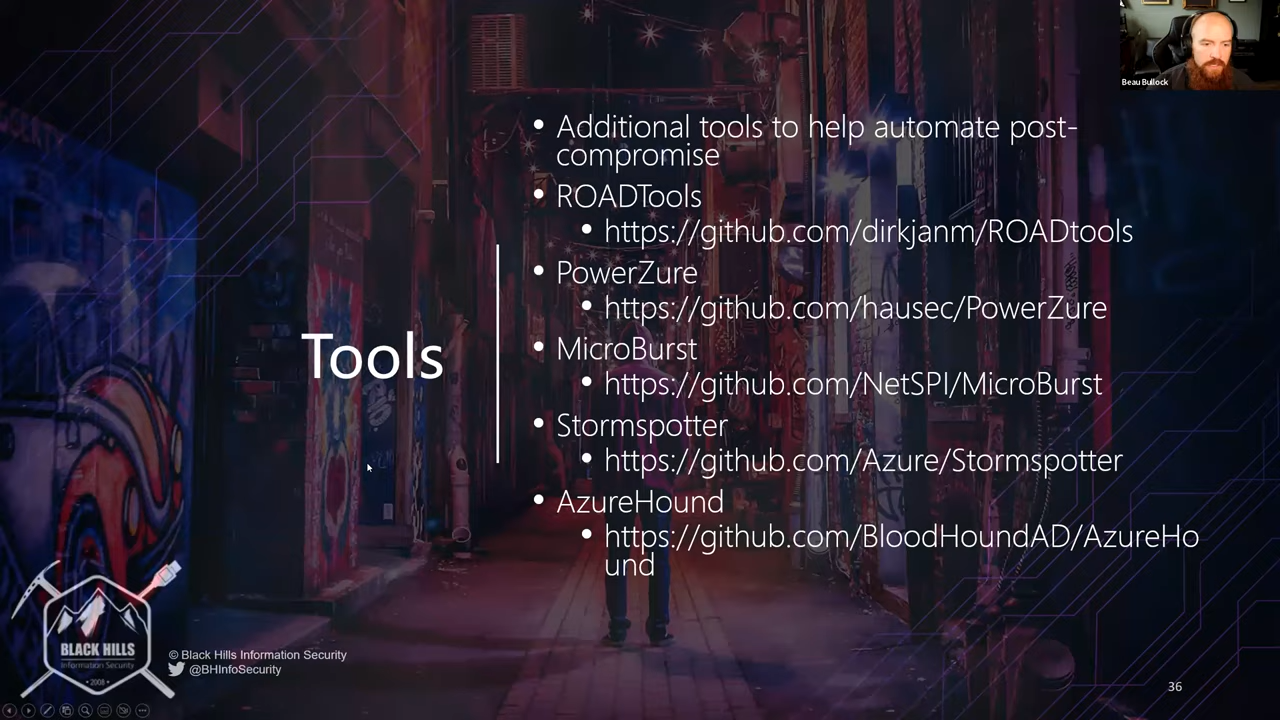 Beau Bullock
Tools
• Additional tools to help automate post-
compromise
• ROADTools
• https://github.com/dirkjanm/ROADtools
• PowerZure
• https://github.com/hausec/PowerZure
• MicroBurst
• https://github.com/NetSPI/MicroBurst
• Stormspotter
• https://github.com/Azure/Stormspotter
• AzureHound
• https://github.com/BloodHoundAD/AzureHo
und
BLACK HILLS
Information Security
• 2008 •
© Black Hills Information Security
@BHInfoSecurity
36